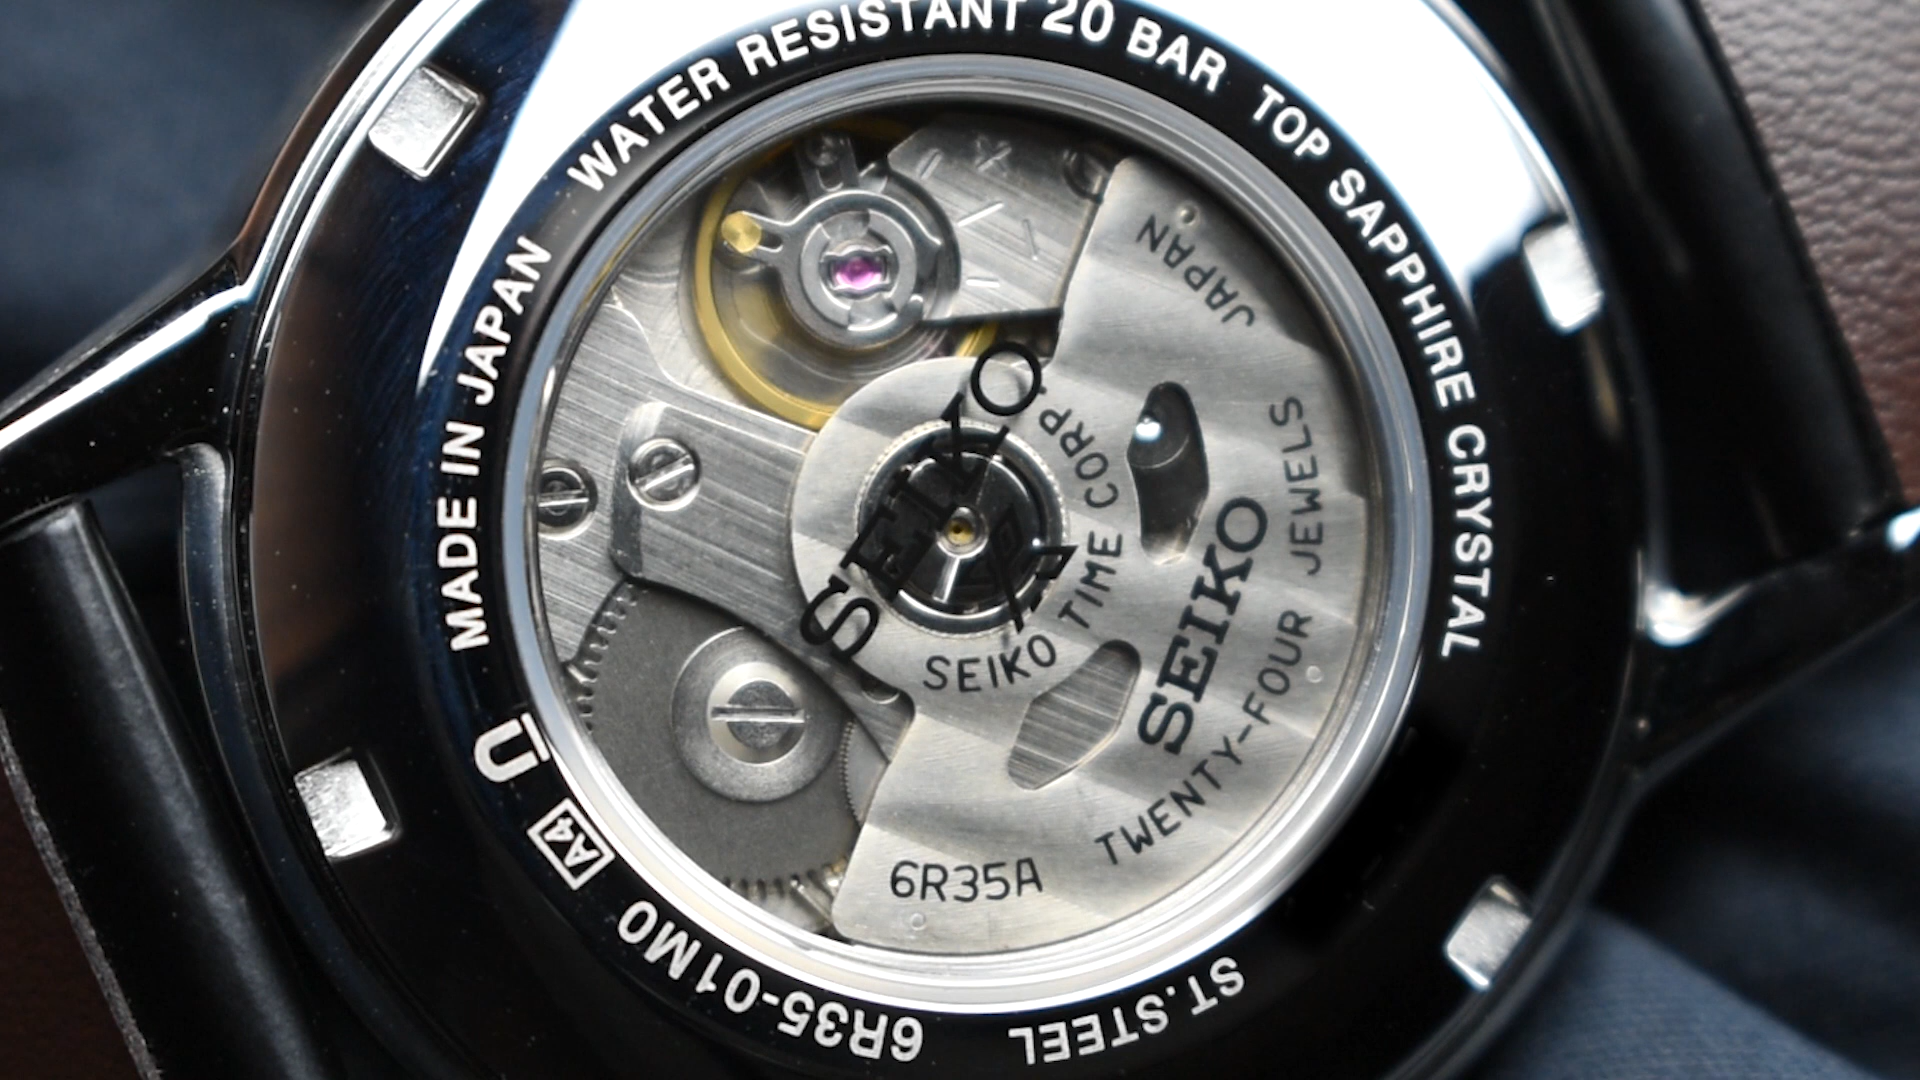 WATER RESISTANT 20 BAR
TOP SAPPHIRE CRYSTAL
ST.STEEL
6R35-01M0
A4
MADE IN JAPAN
SEIKO
JAPAN
SEIKO TIME CORP.
SEIKO
TWENTY-FOUR JEWELS
6R35A